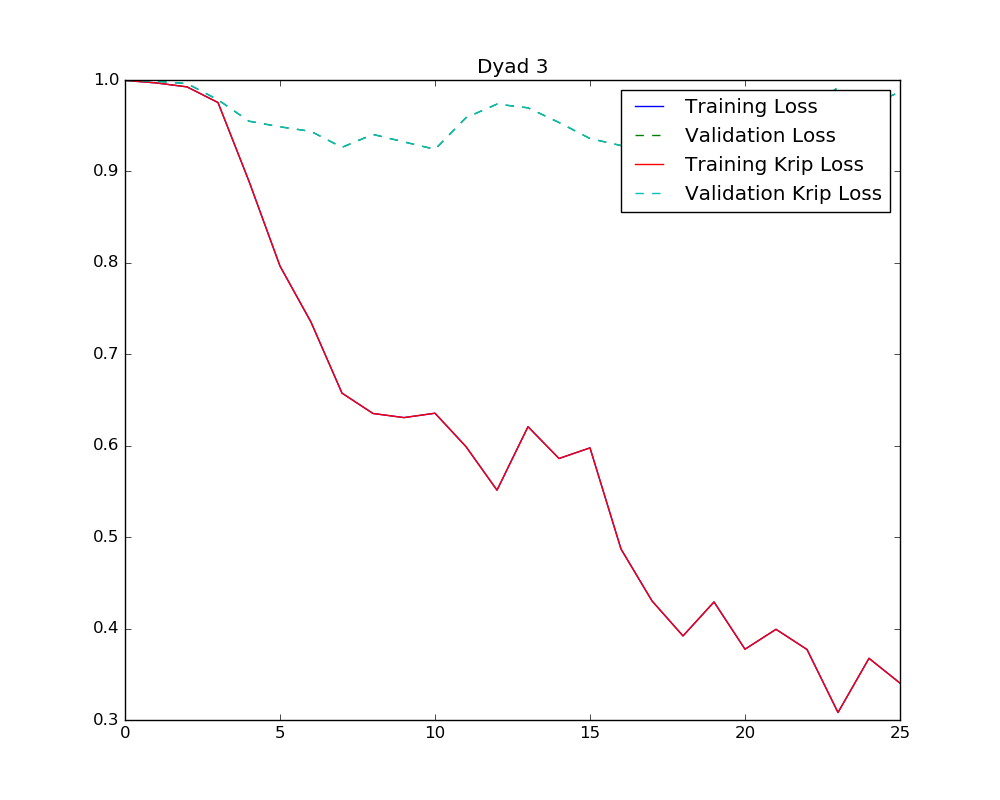 Dyad 3
1.0
0.9
0.8
0.7
0.6
0.5
0.4
0.3
0 5 10 15 20 25
Training Loss
Validation Loss
Training Krip Loss
Validation Krip Loss